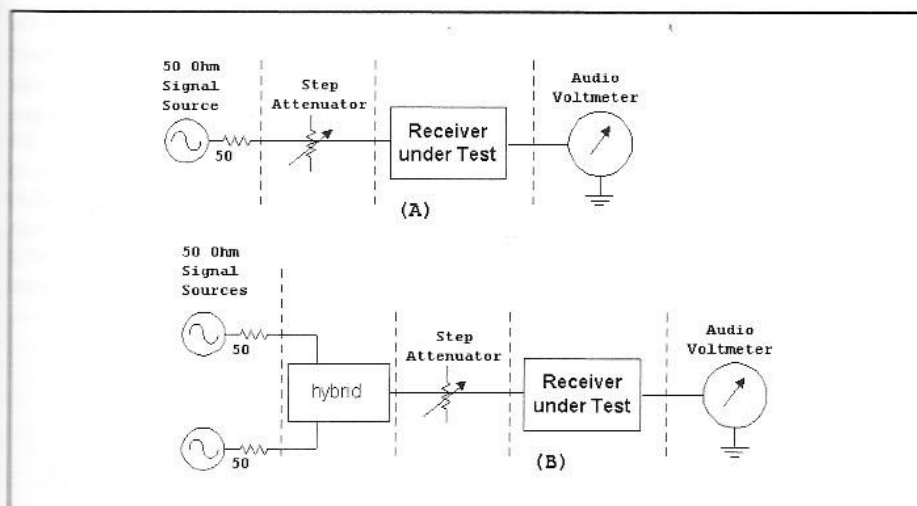 50 Ohm
Signal
Source
50
Step
Attenuator
Receiver
under Test
Audio
Voltmeter
(A)
50 Ohm
Signal
Sources
50
50
hybrid
Step
Attenuator
Receiver
under Test
Audio
Voltmeter
(B)